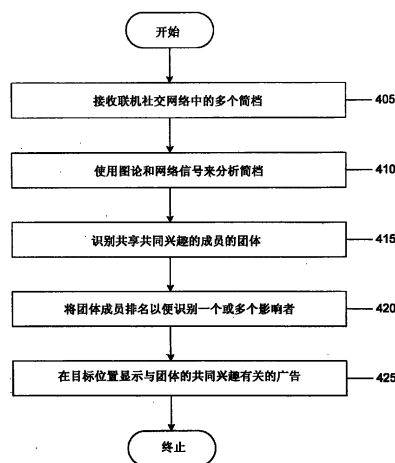 开始
接收联机社交网络中的多个简档
405
使用图论和网络信号来分析简档
410
识别共享共同兴趣的成员的团体
415
将团体成员排名以便识别一个或多个影响者
420
在目标位置显示与团体的共同兴趣有关的广告
425
终止